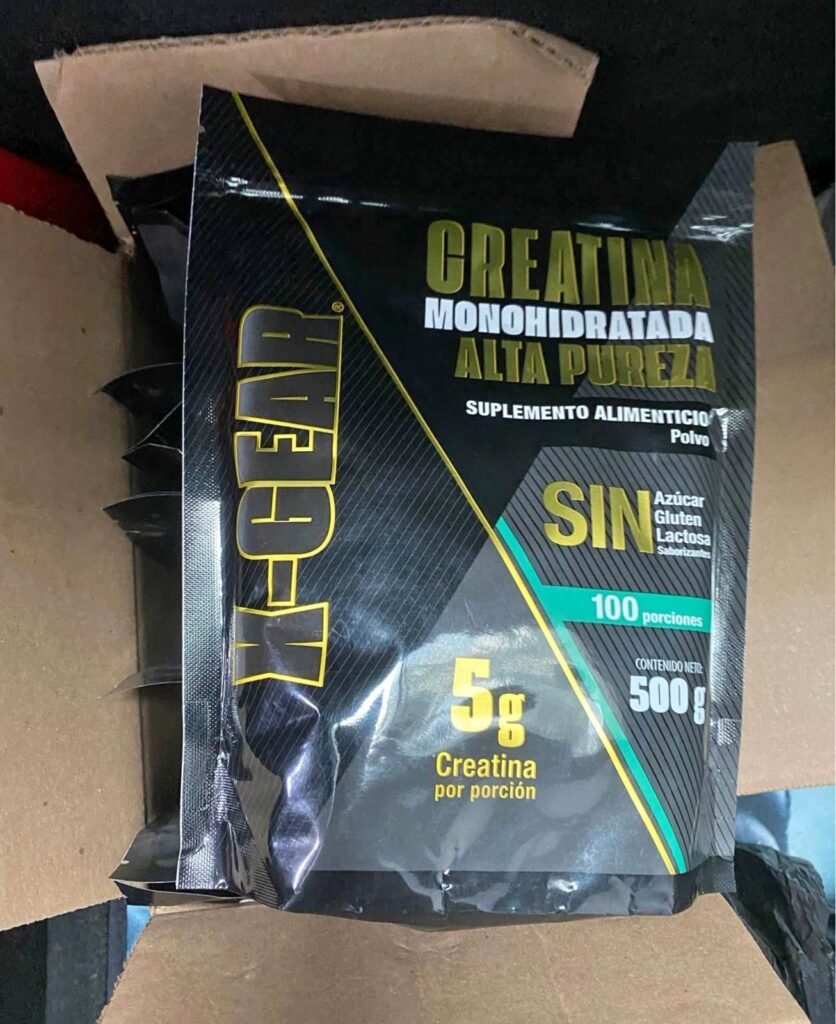 X-GEAR®
CREATINA
MONOHIDRATADA
ALTA PUREZA
SUPLEMENTO ALIMENTICIO
Polvo
SIN
Azúcar
Gluten
Lactosa
Saborizantes
100 porciones
CONTENIDO NETO:
500 g
5g
Creatina
por porción